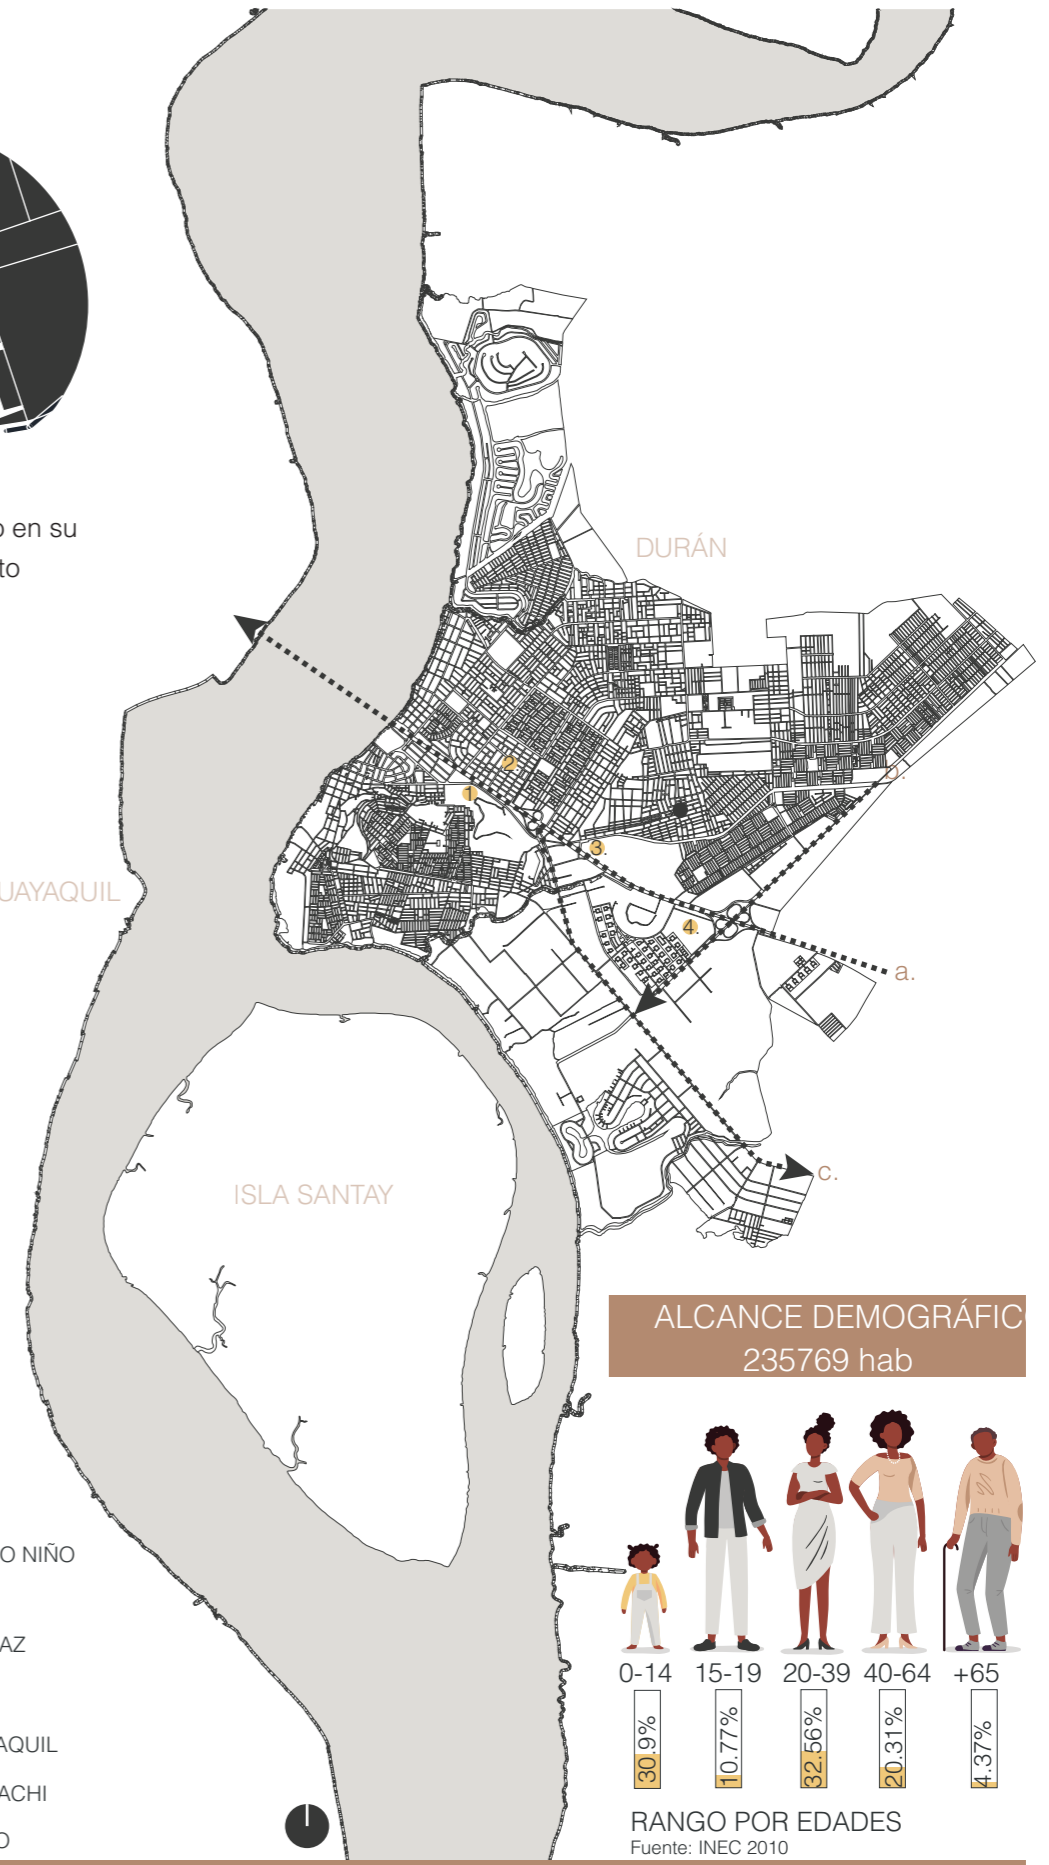 o en su
to
DURÁN
2.
1
b.
3.
UAYAQUIL
4.
a.
c.
ISLA SANTAY
ALCANCE DEMOGRÁFIC
235769 hab
O NIÑO
AZ
AQUIL
ACHI
O
0-14 15-19 20-39 40-64 +65
30.9% 10.77% 32.56% 20.31% 4.37%
RANGO POR EDADES
Fuente: INEC 2010